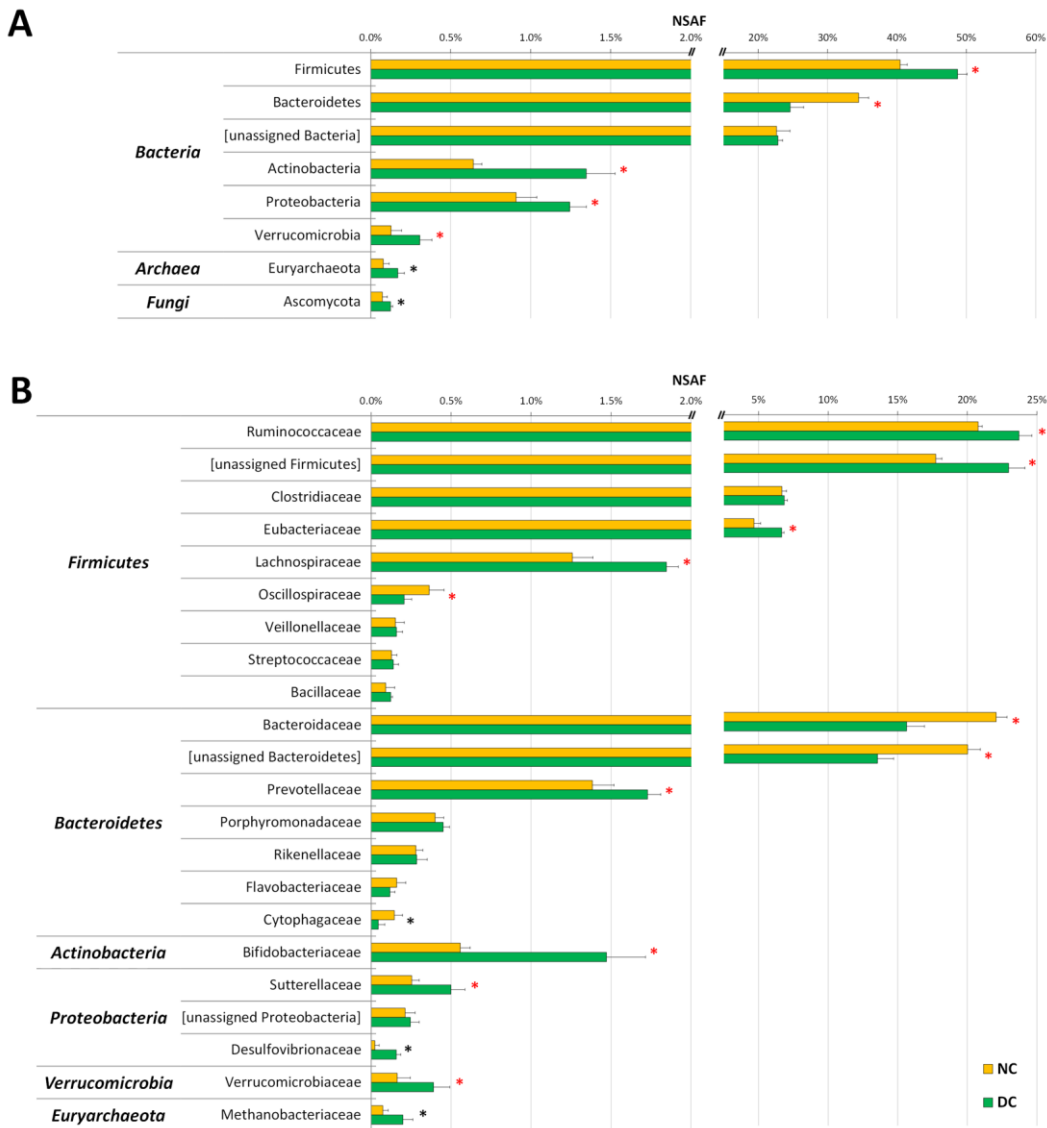 A
NSAF
0.0% 0.5% 1.0% 1.5% 2.0% // 20% 30% 40% 50% 60%
Firmicutes *
Bacteroidetes *
[unassigned Bacteria]
Bacteria
Actinobacteria *
Proteobacteria *
Verrucomicrobia *
Archaea Euryarchaeota *
Fungi Ascomycota *
B
NSAF
0.0% 0.5% 1.0% 1.5% 2.0% // 5% 10% 15% 20% 25%
Ruminococcaceae *
[unassigned Firmicutes] *
Clostridiaceae
Eubacteriaceae *
Firmicutes Lachnospiraceae *
Oscillospiraceae *
Veillonellaceae
Streptococcaceae
Bacillaceae
Bacteroidaceae *
[unassigned Bacteroidetes] *
Prevotellaceae *
Bacteroidetes Porphyromonadaceae
Rikenellaceae
Flavobacteriaceae
Cytophagaceae *
Actinobacteria Bifidobacteriaceae *
Sutterellaceae *
Proteobacteria [unassigned Proteobacteria]
Desulfovibrionaceae *
Verrucomicrobia Verrucomicrobiaceae *
Euryarchaeota Methanobacteriaceae *
NC
DC